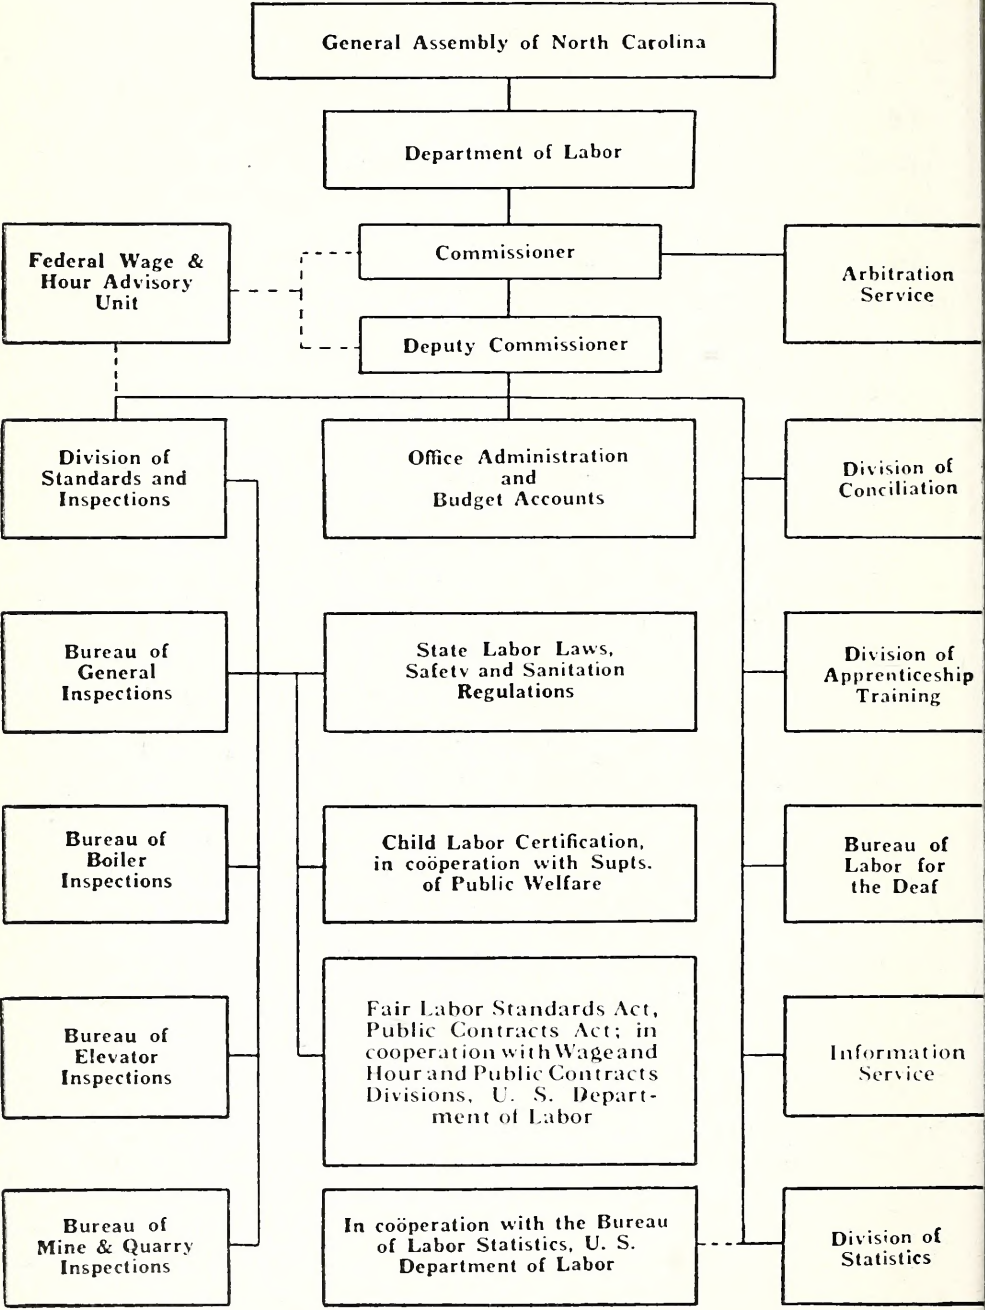 General Assembly of North Carolina
Department of Labor
Federal Wage &
Hour Advisory
Unit
Commissioner
Arbitration
Service
Deputy Commissioner
Division of
Standards and
Inspections
Office Administration
and
Budget Accounts
Division of
Conciliation
Bureau of
General
Inspections
State Labor Laws,
Safety and Sanitation
Regulations
Division of
Apprenticeship
Training
Bureau of
Boiler
Inspections
Child Labor Certification,
in coöperation with Supts.
of Public Welfare
Bureau of
Labor for
the Deaf
Bureau of
Elevator
Inspections
Fair Labor Standards Act,
Public Contracts Act; in
cooperation with Wage and
Hour and Public Contracts
Divisions, U. S. Depart-
ment of Labor
Information
Service
Bureau of
Mine & Quarry
Inspections
In coöperation with the Bureau
of Labor Statistics, U. S.
Department of Labor
Division of
Statistics